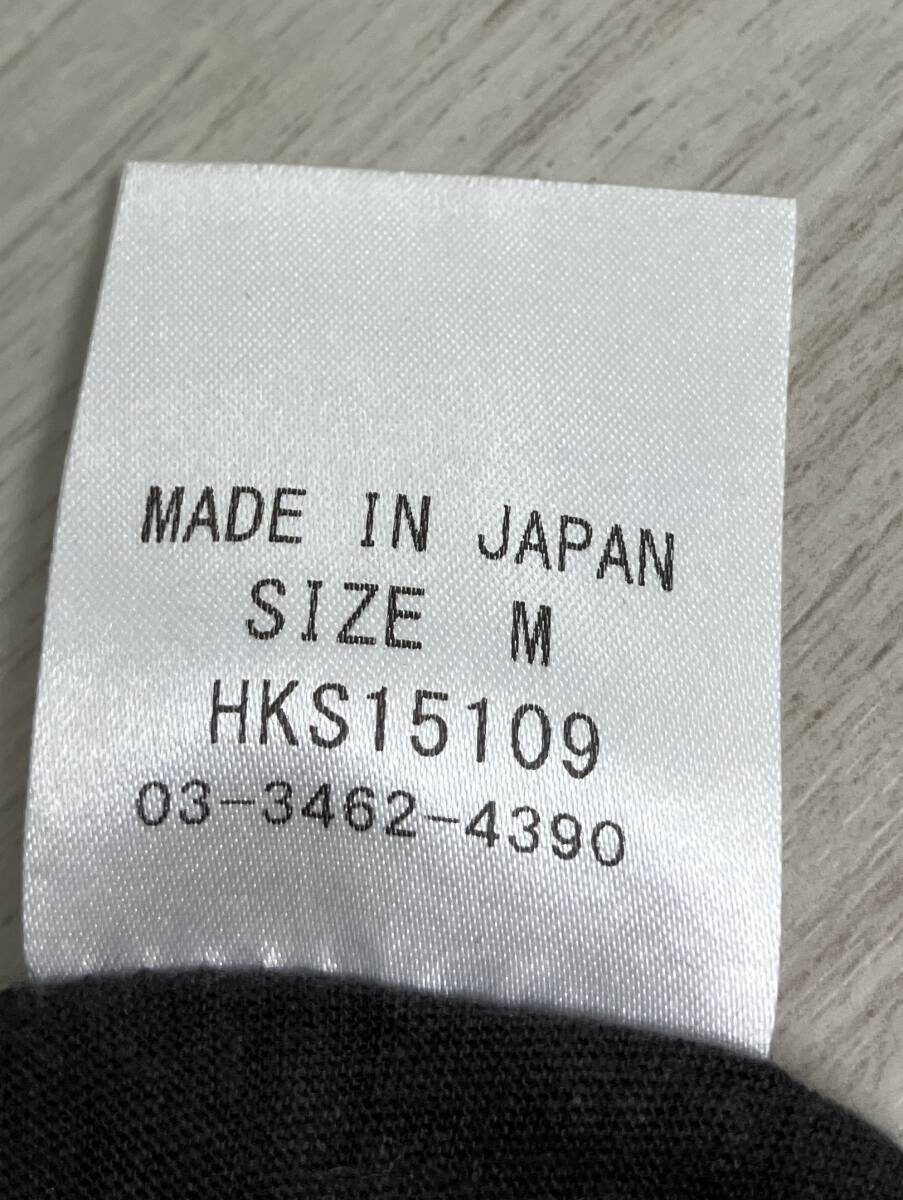 MADE IN JAPAN
SIZE M
HKS15109
03-3462-4390